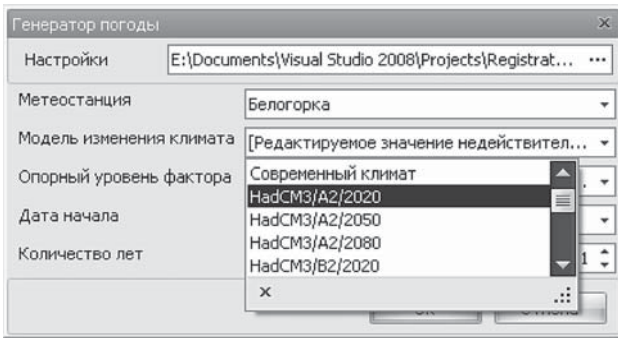 Генератор погоды
Настройки E:\Documents\Visual Studio 2008\Projects\Registrat... ...
Метеостанция Белогорка
Модель изменения климата [Редактируемое значение недействител...
Опорный уровень фактора
Современный климат
HadCM3/A2/2020
Дата начала
HadCM3/A2/2050
HadCM3/A2/2080
Количество лет 1
HadCM3/B2/2020